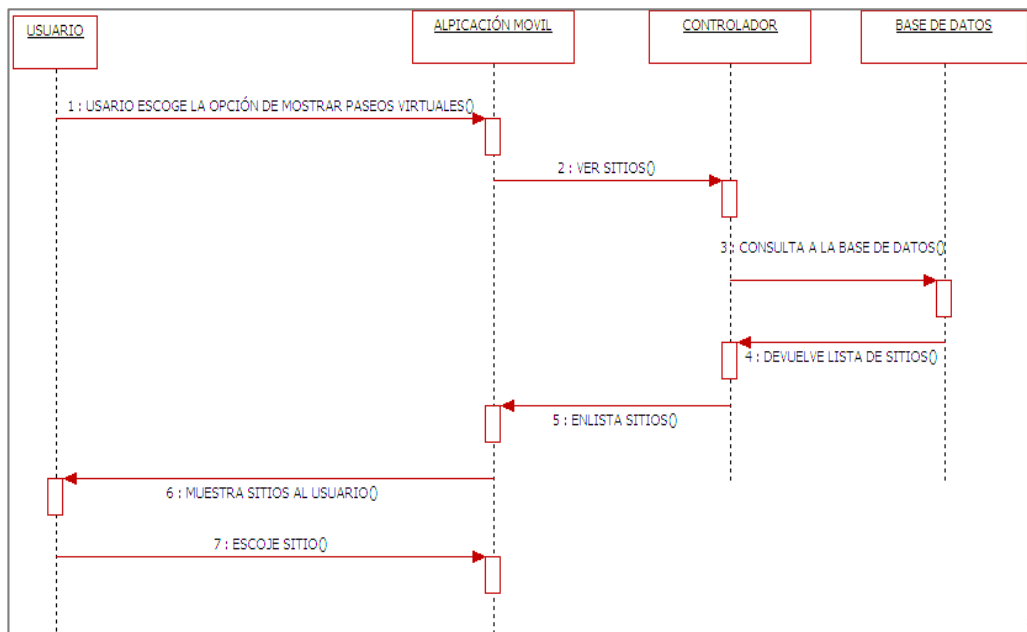 USUARIO
ALPICACIÓN MOVIL
CONTROLADOR
BASE DE DATOS
1 : USARIO ESCOGE LA OPCIÓN DE MOSTRAR PASEOS VIRTUALES()
2 : VER SITIOS()
3 : CONSULTA A LA BASE DE DATOS()
4 : DEVUELVE LISTA DE SITIOS()
5 : ENLISTA SITIOS()
6 : MUESTRA SITIOS AL USUARIO()
7 : ESCOJE SITIO()